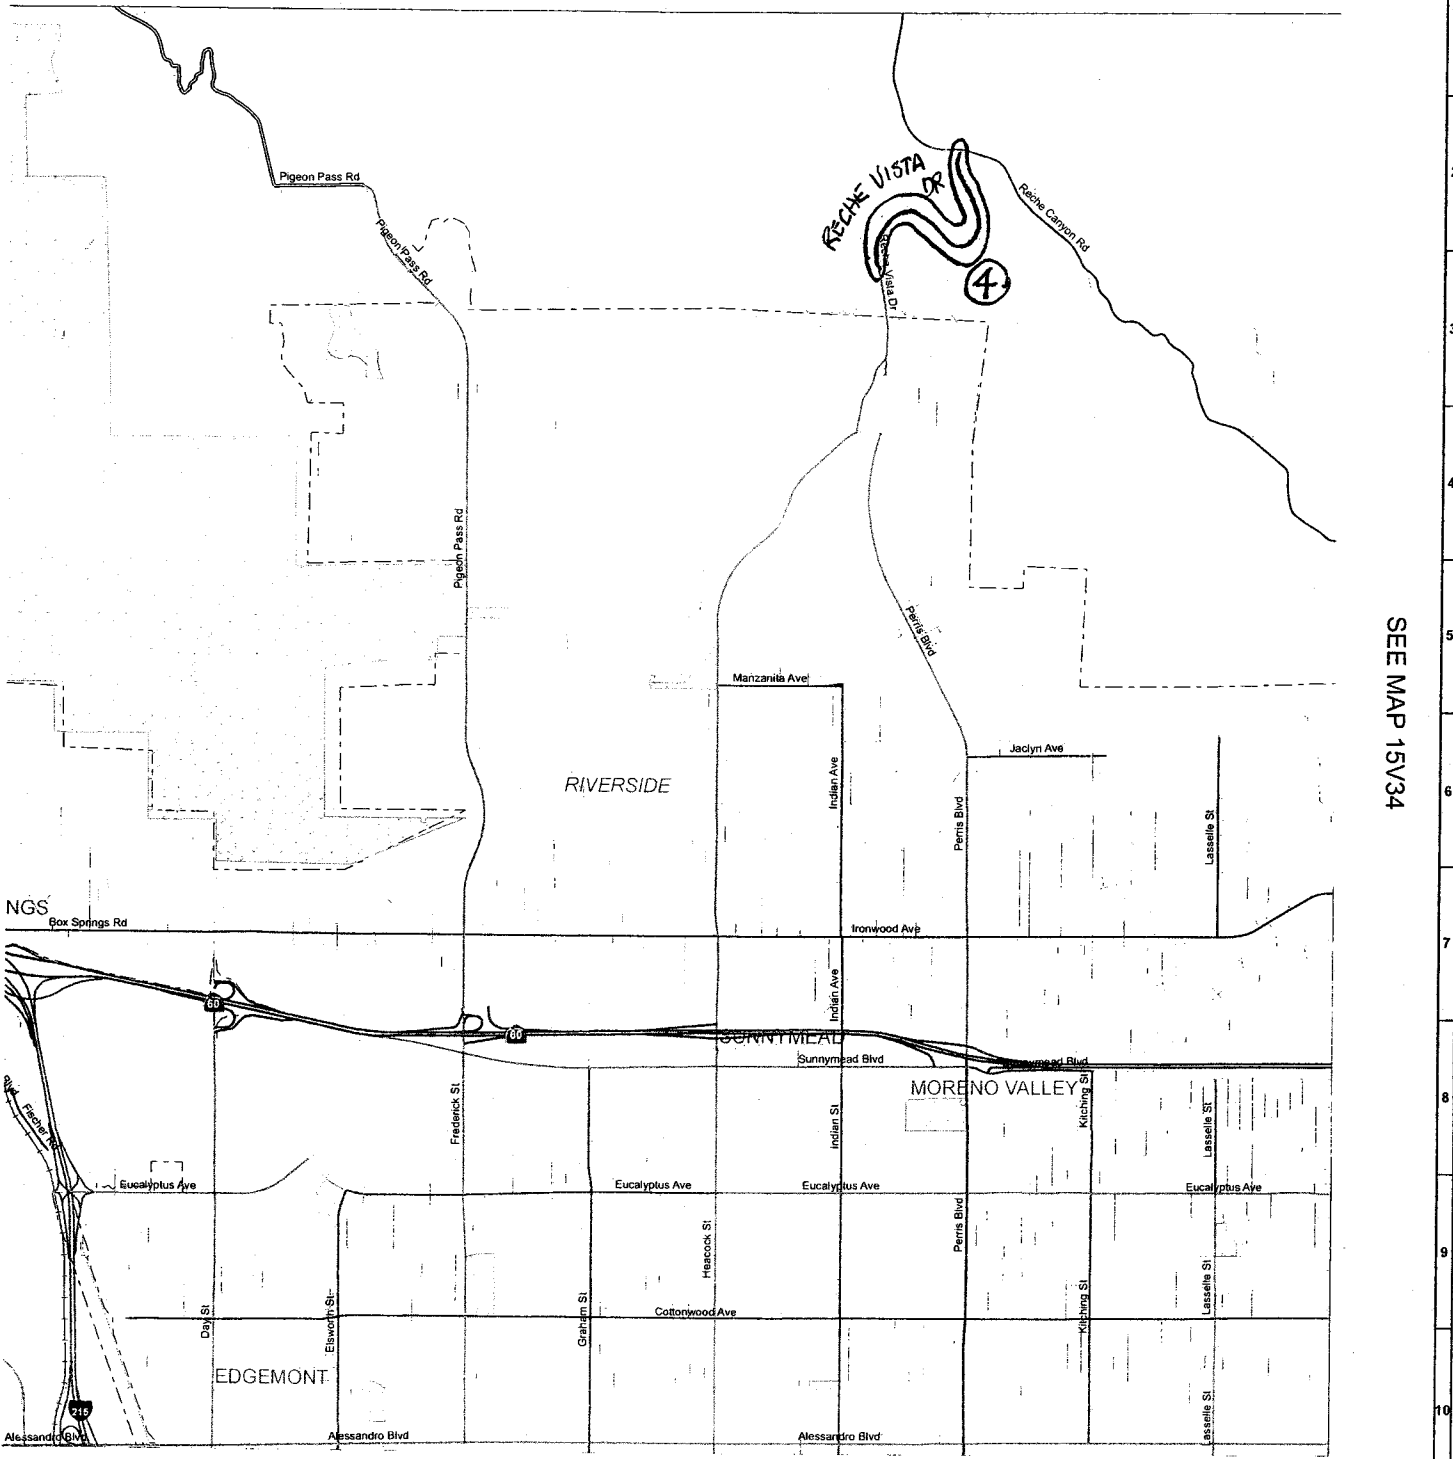 RECHE VISTA
DR
4
Pigeon Pass Rd
Pigeon Pass Rd
Reche Canyon Rd
Reche Vista Dr
Pigeon Pass Rd
Perris Blvd
Manzanita Ave
Jaclyn Ave
RIVERSIDE
Indian Ave
Perris Blvd
Lasselle St
SEE MAP 15V34
NGS
Box Springs Rd
Ironwood Ave
Indian Ave
60
60
SUNNYMEAD
Sunnymead Blvd
Sunnymead Blvd
MORENO VALLEY
Fischer Rd
Frederick St
Indian St
Kitching St
Lasselle St
Eucalyptus Ave
Eucalyptus Ave
Eucalyptus Ave
Eucalyptus Ave
Heacock St
Perris Blvd
Day St
Elsworth St
Graham St
Cottonwood Ave
Kitching St
Lasselle St
EDGEMONT
215
Lasselle St
Alessandro Blvd
Alessandro Blvd
Alessandro Blvd
3
4
5
6
7
8
9
10